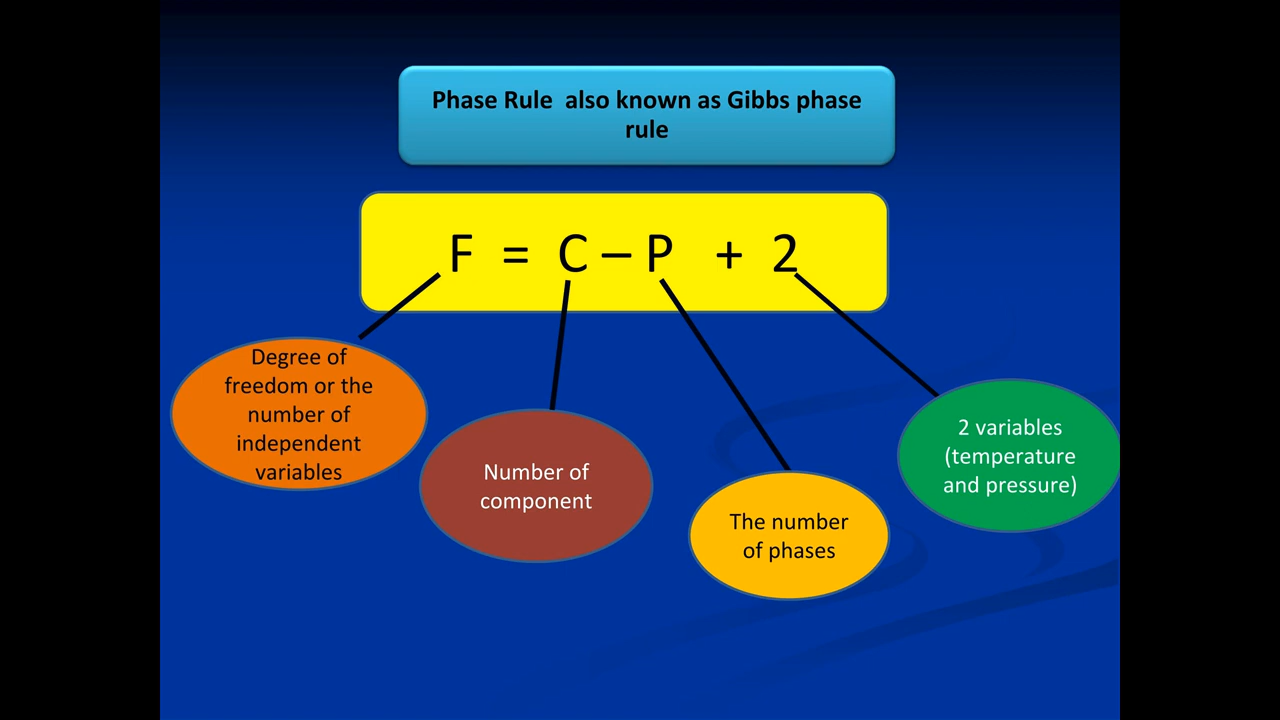 Phase Rule  also known as Gibbs phase
rule
F = C – P + 2
Degree of
freedom or the
number of
independent
variables
Number of
component
The number
of phases
2 variables
(temperature
and pressure)